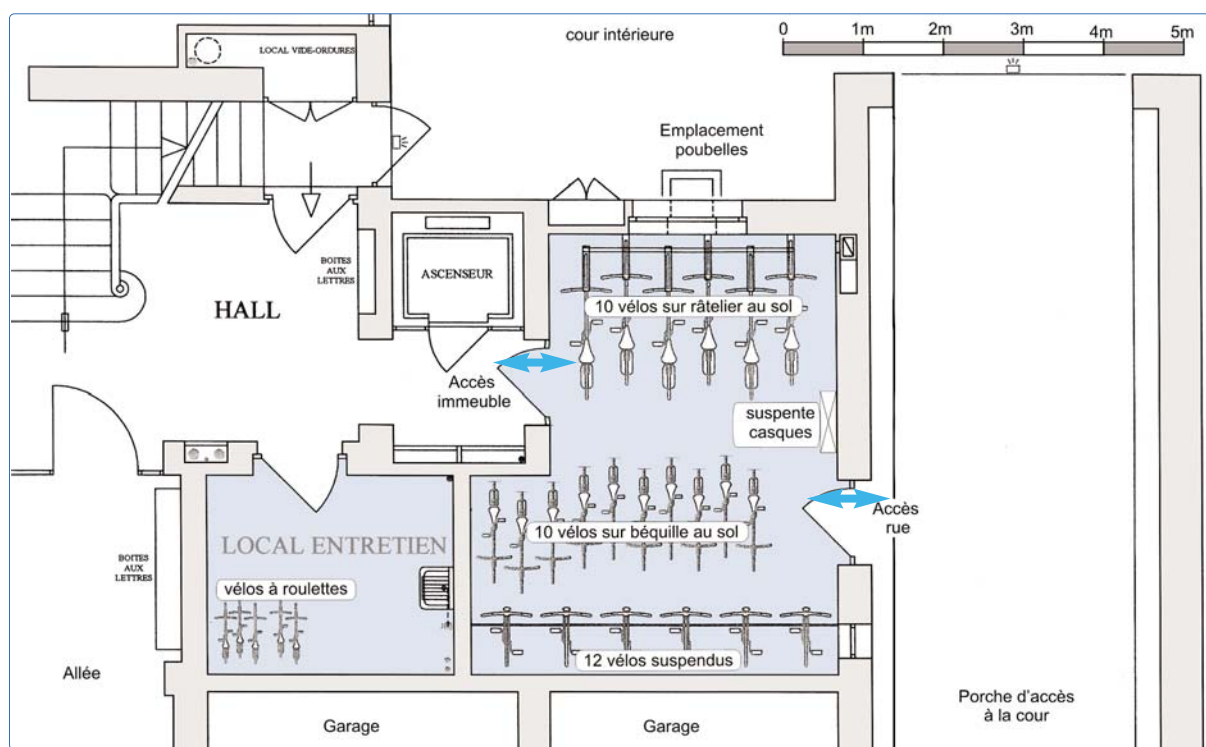 cour intérieure
0 1m 2m 3m 4m 5m
LOCAL VIDE-ORDURES
Emplacement
poubelles
BOITES
AUX
LETTRES
ASCENSEUR
HALL
10 vélos sur râtelier au sol
Accès
immeuble
suspente
casques
Accès
rue
10 vélos sur béquille au sol
LOCAL ENTRETIEN
BOITES
AUX
LETTRES
vélos à roulettes
12 vélos suspendus
Allée
Garage
Garage
Porche d'accès
à la cour